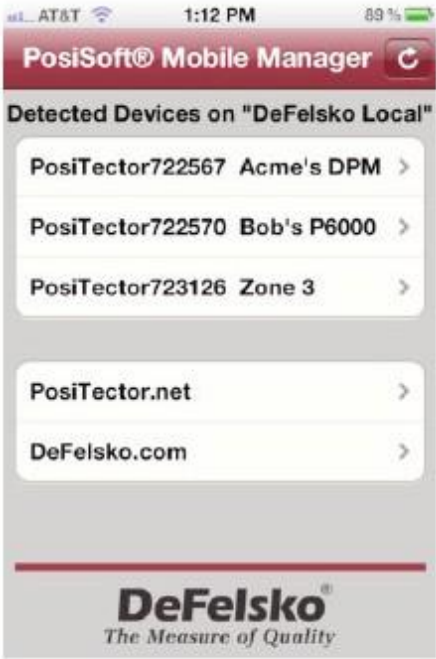 AT&T 1:12 PM 89 %
PosiSoft® Mobile Manager
Detected Devices on "DeFelsko Local"
PosiTector722567 Acme's DPM
PosiTector722570 Bob's P6000
PosiTector723126 Zone 3
PosiTector.net
DeFelsko.com
DeFelsko®
The Measure of Quality